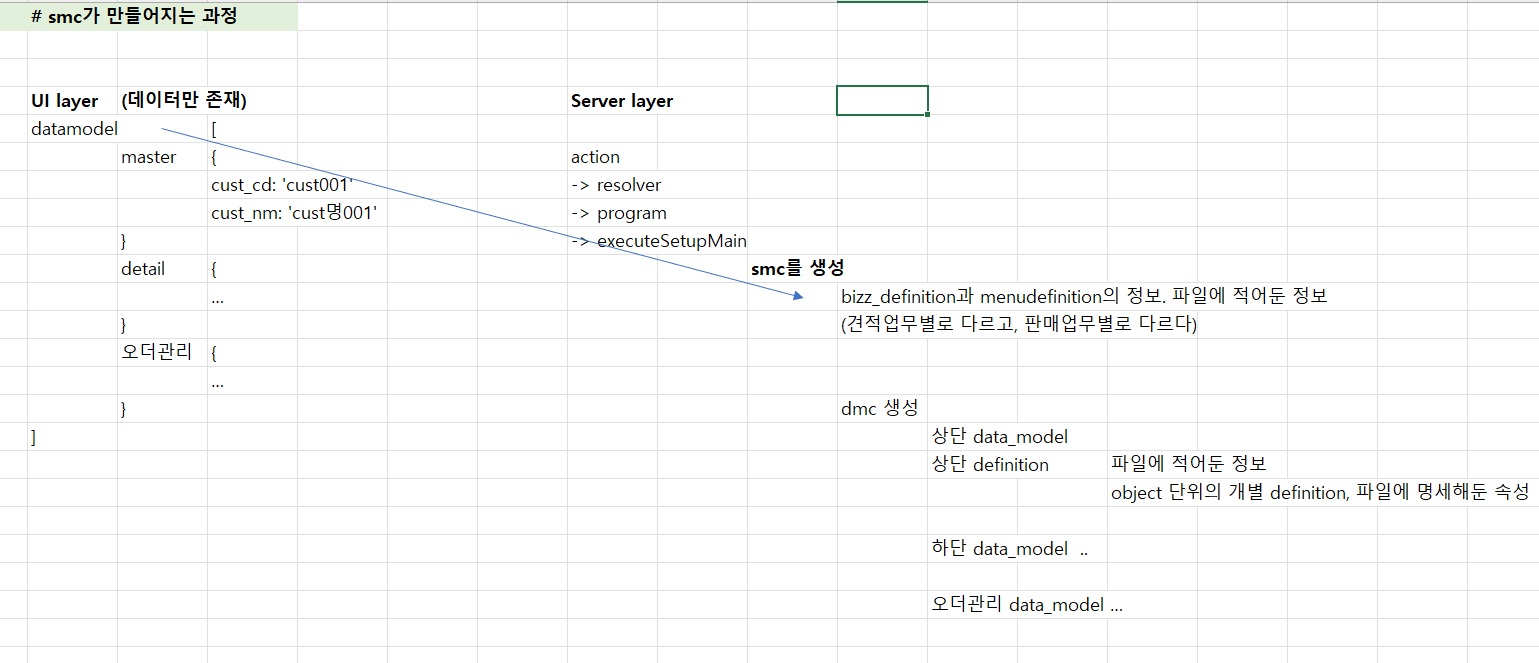 # smc가 만들어지는 과정
UI layer (데이터만 존재) Server layer
datamodel [
master { action
cust_cd: 'cust001' -> resolver
cust_nm: 'cust명001' -> program
} -> executeSetupMain
detail { smc를 생성
... bizz_definition과 menudefinition의 정보. 파일에 적어둔 정보
} (견적업무별로 다르고, 판매업무별로 다르다)
오더관리 {
...
} dmc 생성
] 상단 data_model
상단 definition 파일에 적어둔 정보
object 단위의 개별 definition, 파일에 명세해둔 속성
하단 data_model ..
오더관리 data_model ...